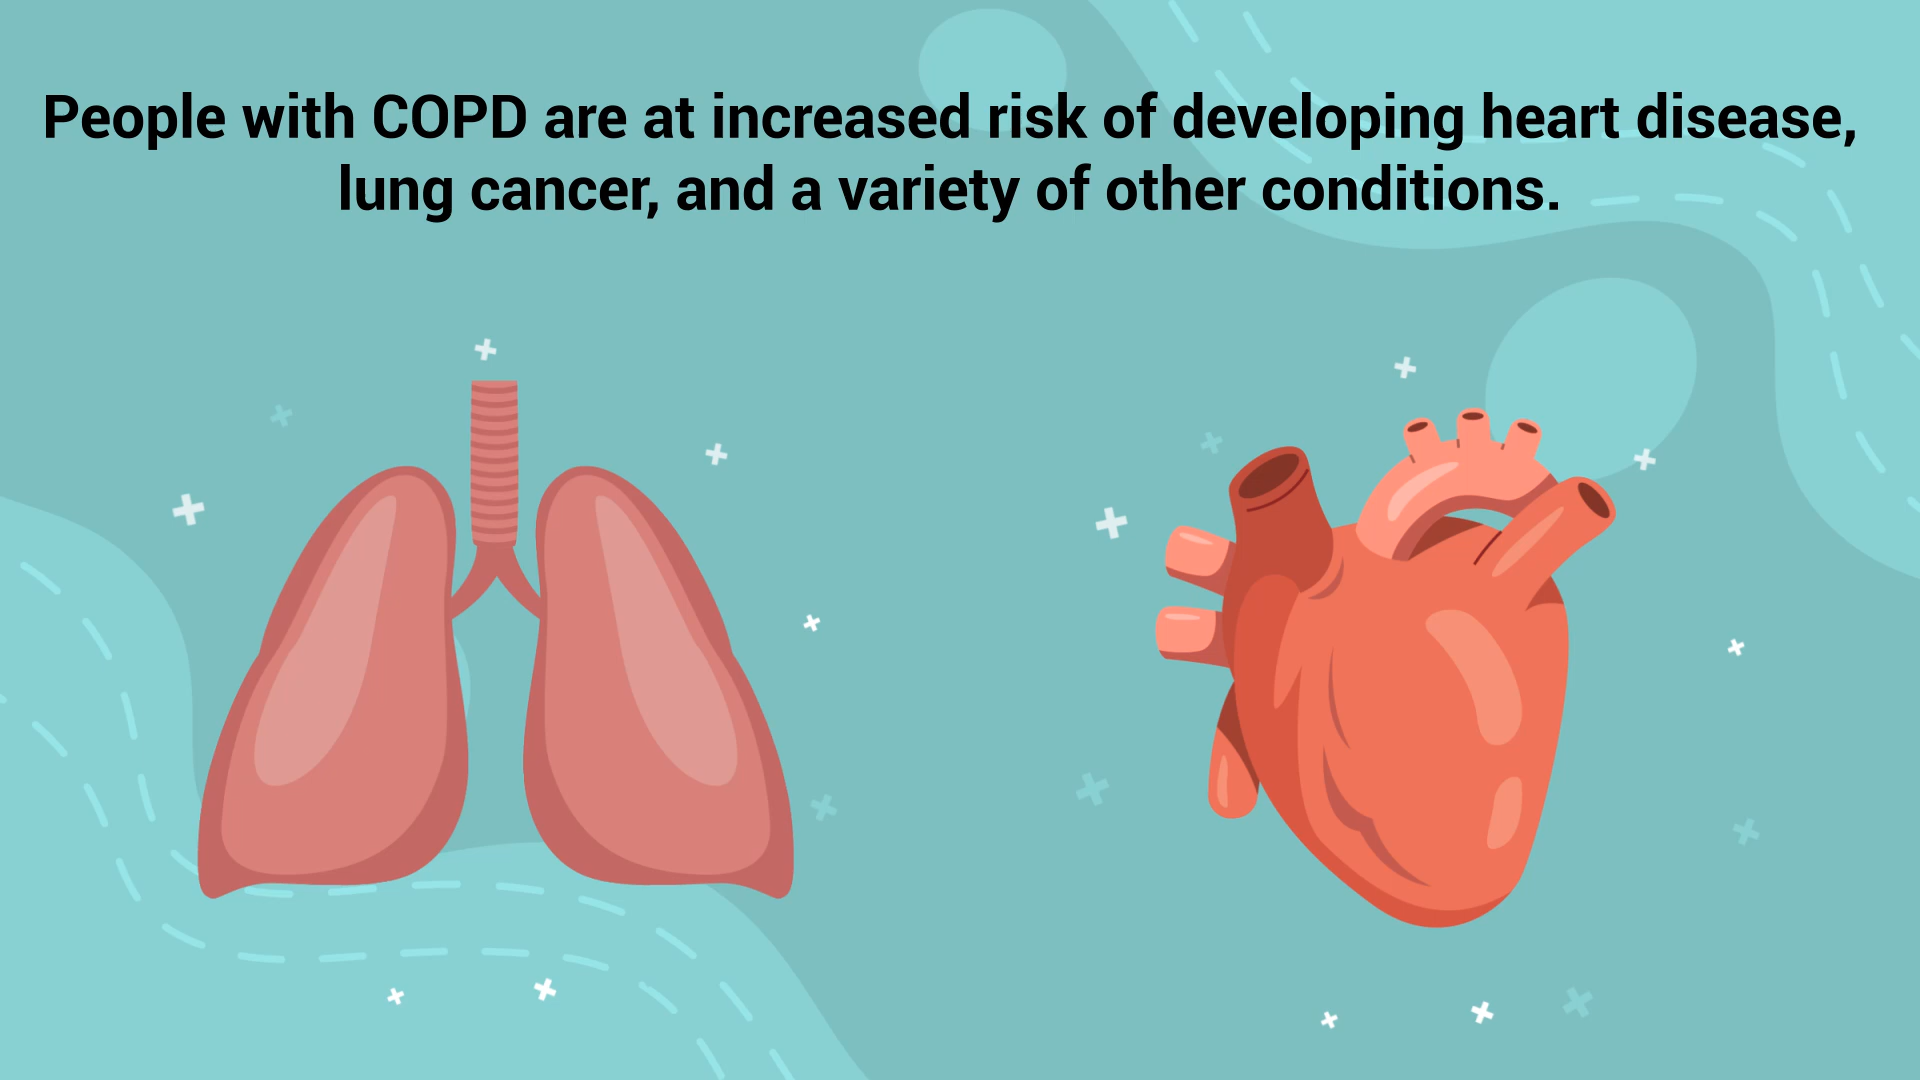 People with COPD are at increased risk of developing heart disease,
lung cancer, and a variety of other conditions.